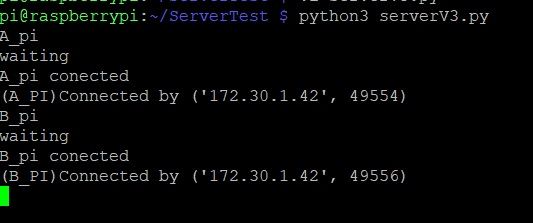 pi@raspberrypi:~/ServerTest $ python3 serverV3.py
A_pi
waiting
A_pi conected
(A_PI)Connected by ('172.30.1.42', 49554)
B_pi
waiting
B_pi conected
(B_PI)Connected by ('172.30.1.42', 49556)